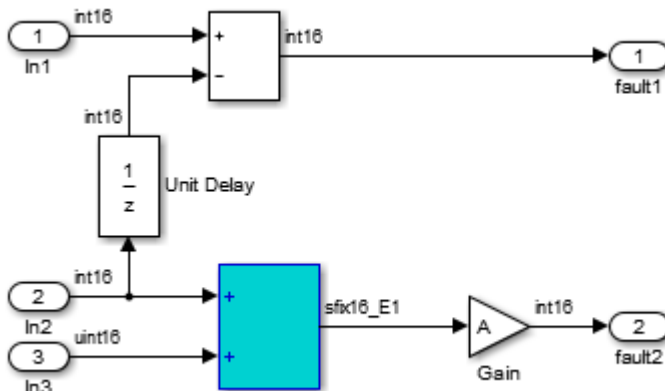 int16
1
In1
+
−
int16
1
fault1
int16
1
z
Unit Delay
int16
2
In2
+
sfix16_E1
A
Gain
int16
2
fault2
uint16
3
In3
+